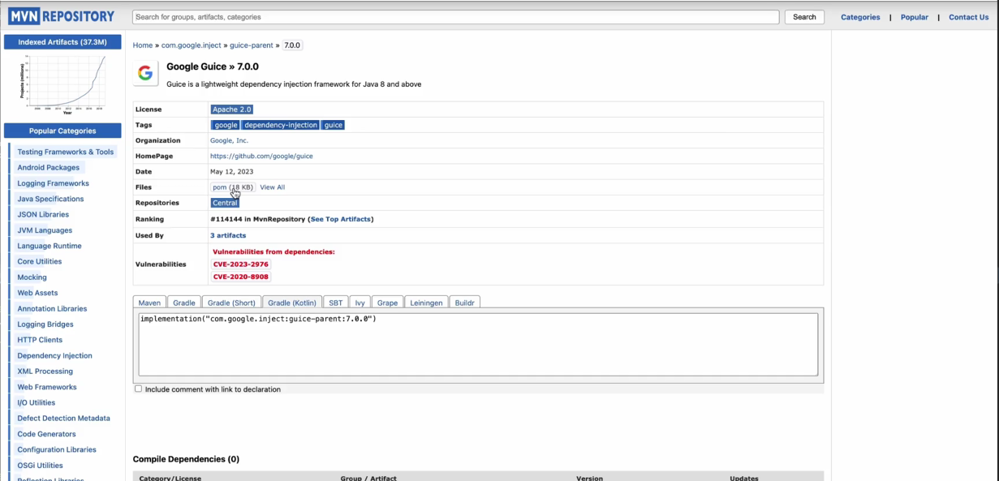 MVN REPOSITORY
Search for groups, artifacts, categories
Search
Categories | Popular | Contact Us
Indexed Artifacts (37.3M)
Projects (millions)
Year
Popular Categories
Testing Frameworks & Tools
Android Packages
Logging Frameworks
Java Specifications
JSON Libraries
JVM Languages
Language Runtime
Core Utilities
Mocking
Web Assets
Annotation Libraries
Logging Bridges
HTTP Clients
Dependency Injection
XML Processing
Web Frameworks
I/O Utilities
Defect Detection Metadata
Code Generators
Configuration Libraries
OSGi Utilities
Reflection Libraries
Home » com.google.inject » guice-parent » 7.0.0
Google Guice » 7.0.0
Guice is a lightweight dependency injection framework for Java 8 and above
License Apache 2.0
Tags google dependency-injection guice
Organization Google, Inc.
HomePage https://github.com/google/guice
Date May 12, 2023
Files pom (18 KB) View All
Repositories Central
Ranking #114144 in MvnRepository (See Top Artifacts)
Used By 3 artifacts
Vulnerabilities Vulnerabilities from dependencies:
CVE-2023-2976
CVE-2020-8908
Maven Gradle Gradle (Short) Gradle (Kotlin) SBT Ivy Grape Leiningen Buildr
implementation("com.google.inject:guice-parent:7.0.0")
Include comment with link to declaration
Compile Dependencies (0)
Category/License Group / Artifact Version Updates